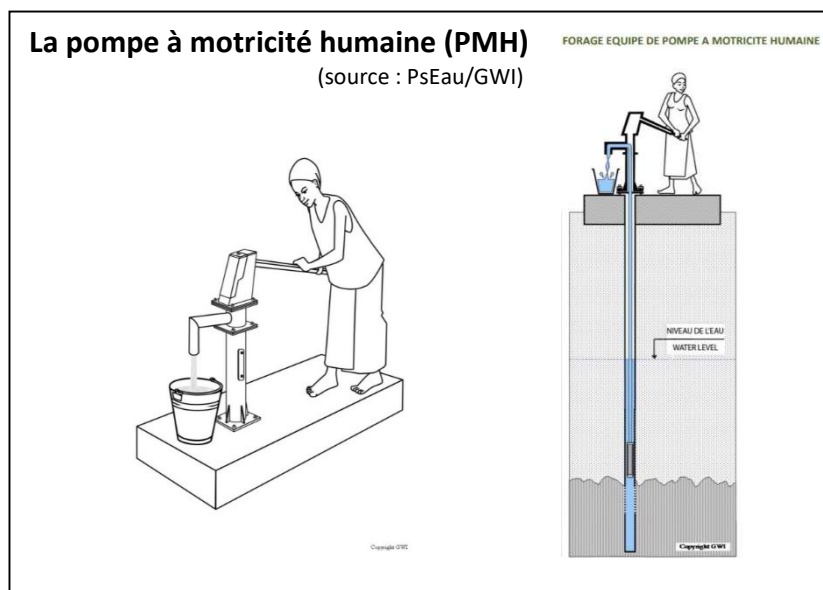 La pompe à motricité humaine (PMH)
(source : PsEau/GWI)
FORAGE EQUIPE DE POMPE A MOTRICITE HUMAINE
NIVEAU DE L'EAU
WATER LEVEL
Copyright GWI
Copyright GWI